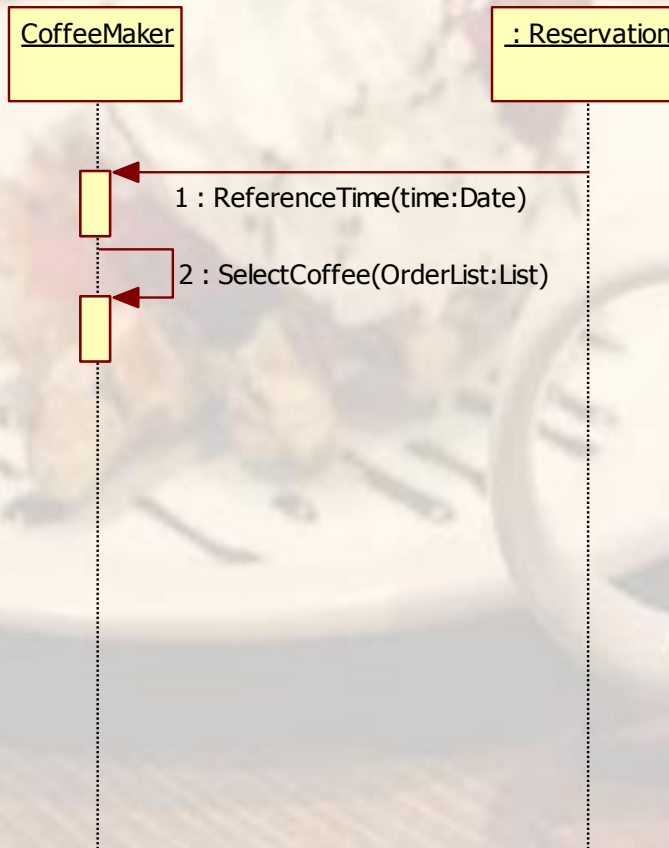 CoffeeMaker
: Reservation
1 : ReferenceTime(time:Date)
2 : SelectCoffee(OrderList:List)